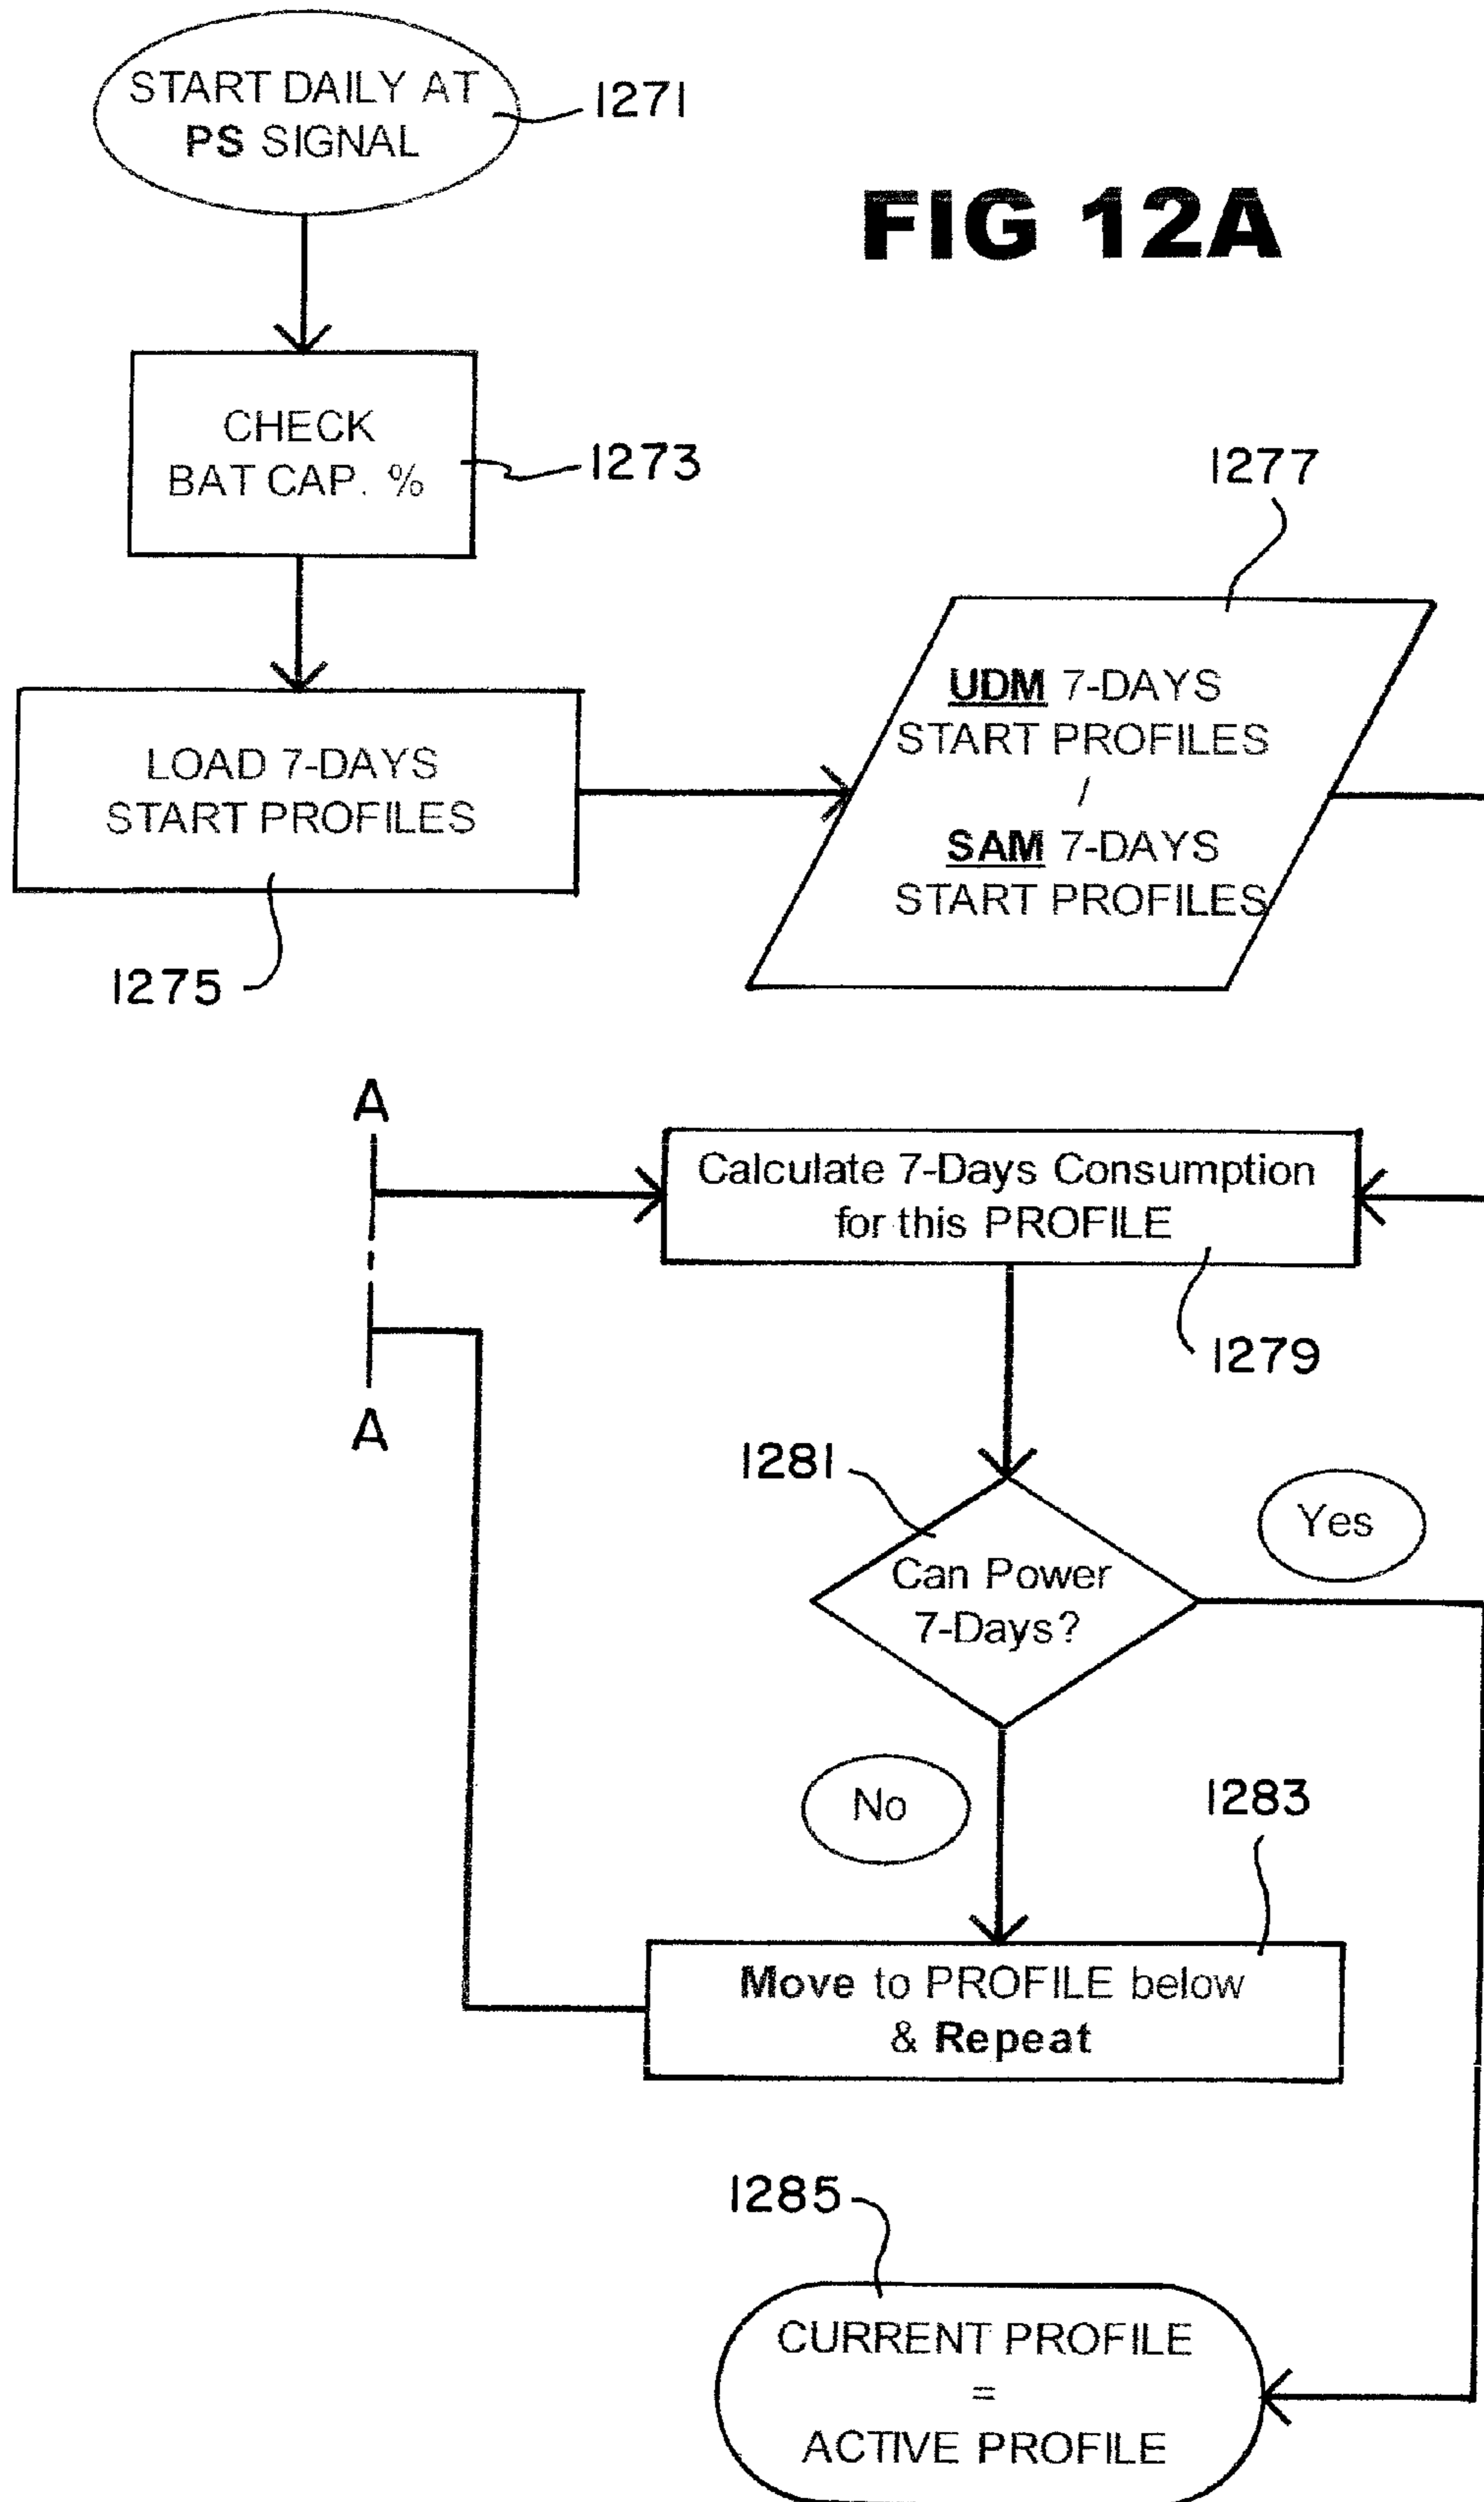 START DAILY AT
PS SIGNAL
1271
FIG 12A
CHECK
BAT CAP. %
1273
1277
LOAD 7-DAYS
START PROFILES
1275
UDM 7-DAYS
START PROFILES
/
SAM 7-DAYS
START PROFILES
A
Calculate 7-Days Consumption
for this PROFILE
1279
A
1281
Can Power
7-Days?
Yes
No
1283
Move to PROFILE below
& Repeat
1285
CURRENT PROFILE
=
ACTIVE PROFILE